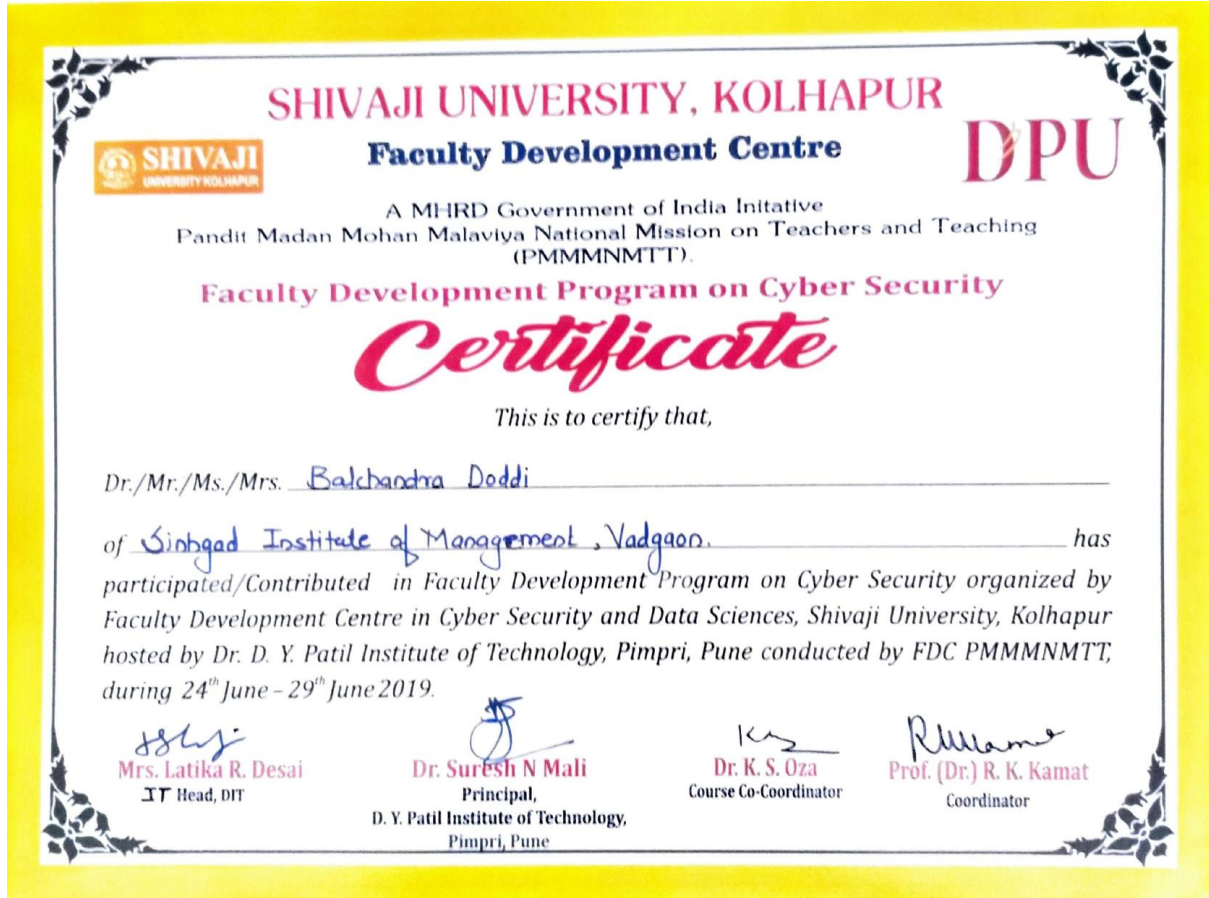 SHIVAJI UNIVERSITY, KOLHAPUR
SHIVAJI
UNIVERSITY KOLHAPUR
Faculty Development Centre
DPU
A MHRD Government of India Initative
Pandit Madan Mohan Malaviya National Mission on Teachers and Teaching
(PMMMNMTT).
Faculty Development Program on Cyber Security
Certificate
This is to certify that,
Dr./Mr./Ms./Mrs. Balchandra Doddi
of Sinhgad Institute of Management, Vadgaon. has
participated/Contributed in Faculty Development Program on Cyber Security organized by
Faculty Development Centre in Cyber Security and Data Sciences, Shivaji University, Kolhapur
hosted by Dr. D. Y. Patil Institute of Technology, Pimpri, Pune conducted by FDC PMMMNMTT,
during 24th June – 29th June 2019.
Mrs. Latika R. Desai
IT Head, DIT
Dr. Suresh N Mali
Principal,
D. Y. Patil Institute of Technology,
Pimpri, Pune
Dr. K. S. Oza
Course Co-Coordinator
Prof. (Dr.) R. K. Kamat
Coordinator